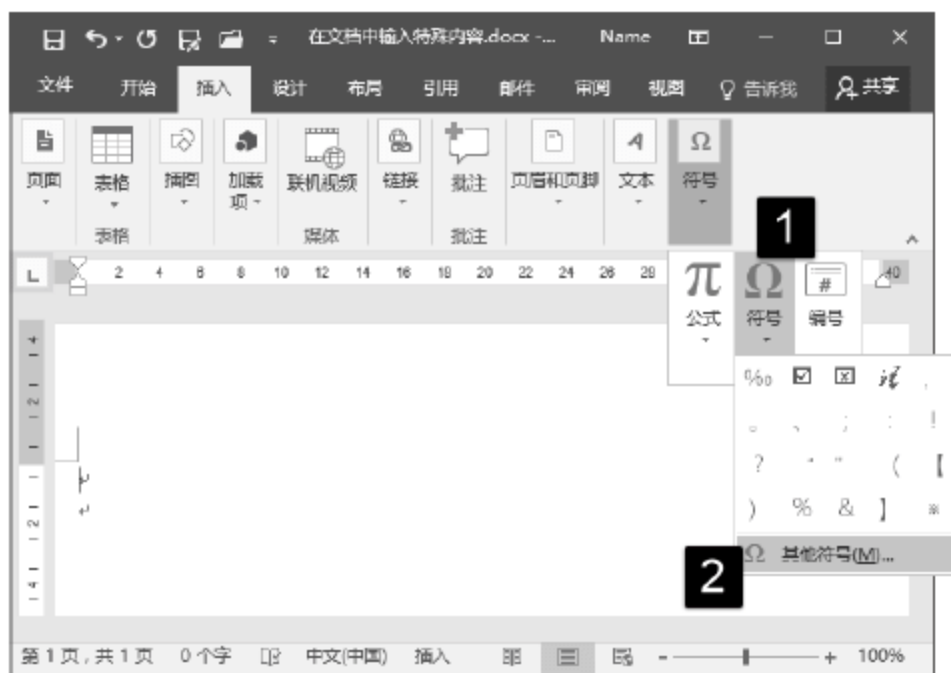 在文档中输入特殊内容.docx -... Name
文件 开始 插入 设计 布局 引用 邮件 审阅 视图 告诉我 共享
页面 表格 插图 加载项 联机视频 链接 批注 页眉和页脚 文本 Ω 符号
表格 媒体 批注
1
L 2 4 6 8 10 12 14 16 18 20 22 24 26 28 40
π Ω #
公式 符号 编号
‰ ☑ ☒ ,
。 、 ; : !
? “ ” ( 【
) % & 】 ※
2 Ω 其他符号(M)...
第 1 页,共 1 页 0 个字 中文(中国) 插入 - + 100%